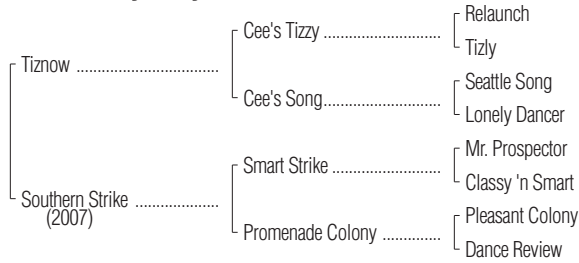 Relaunch
Cee's Tizzy ..............................
Tizly
Tiznow ....................................
Seattle Song
Cee's Song..............................
Lonely Dancer
Mr. Prospector
Smart Strike ...........................
Classy 'n Smart
Southern Strike .....................
(2007)
Pleasant Colony
Promenade Colony ...............
Dance Review